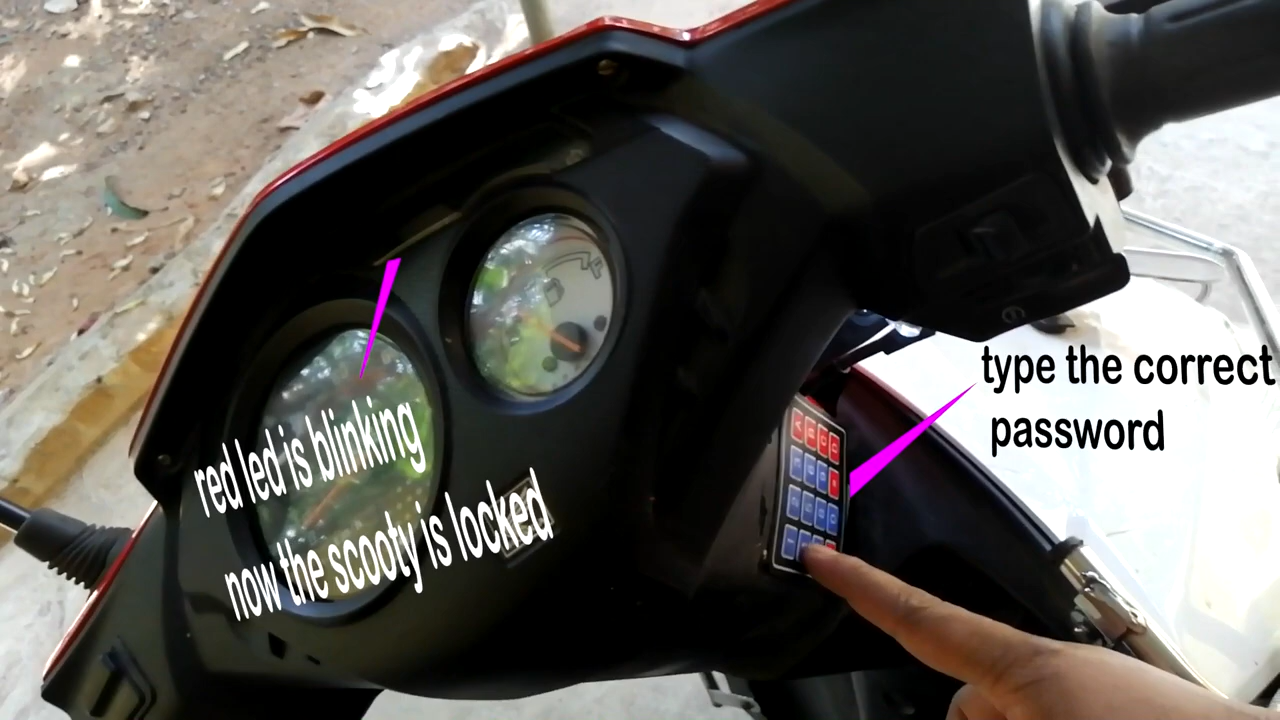 red led is blinking
now the scooty is locked
type the correct
password
A B C D